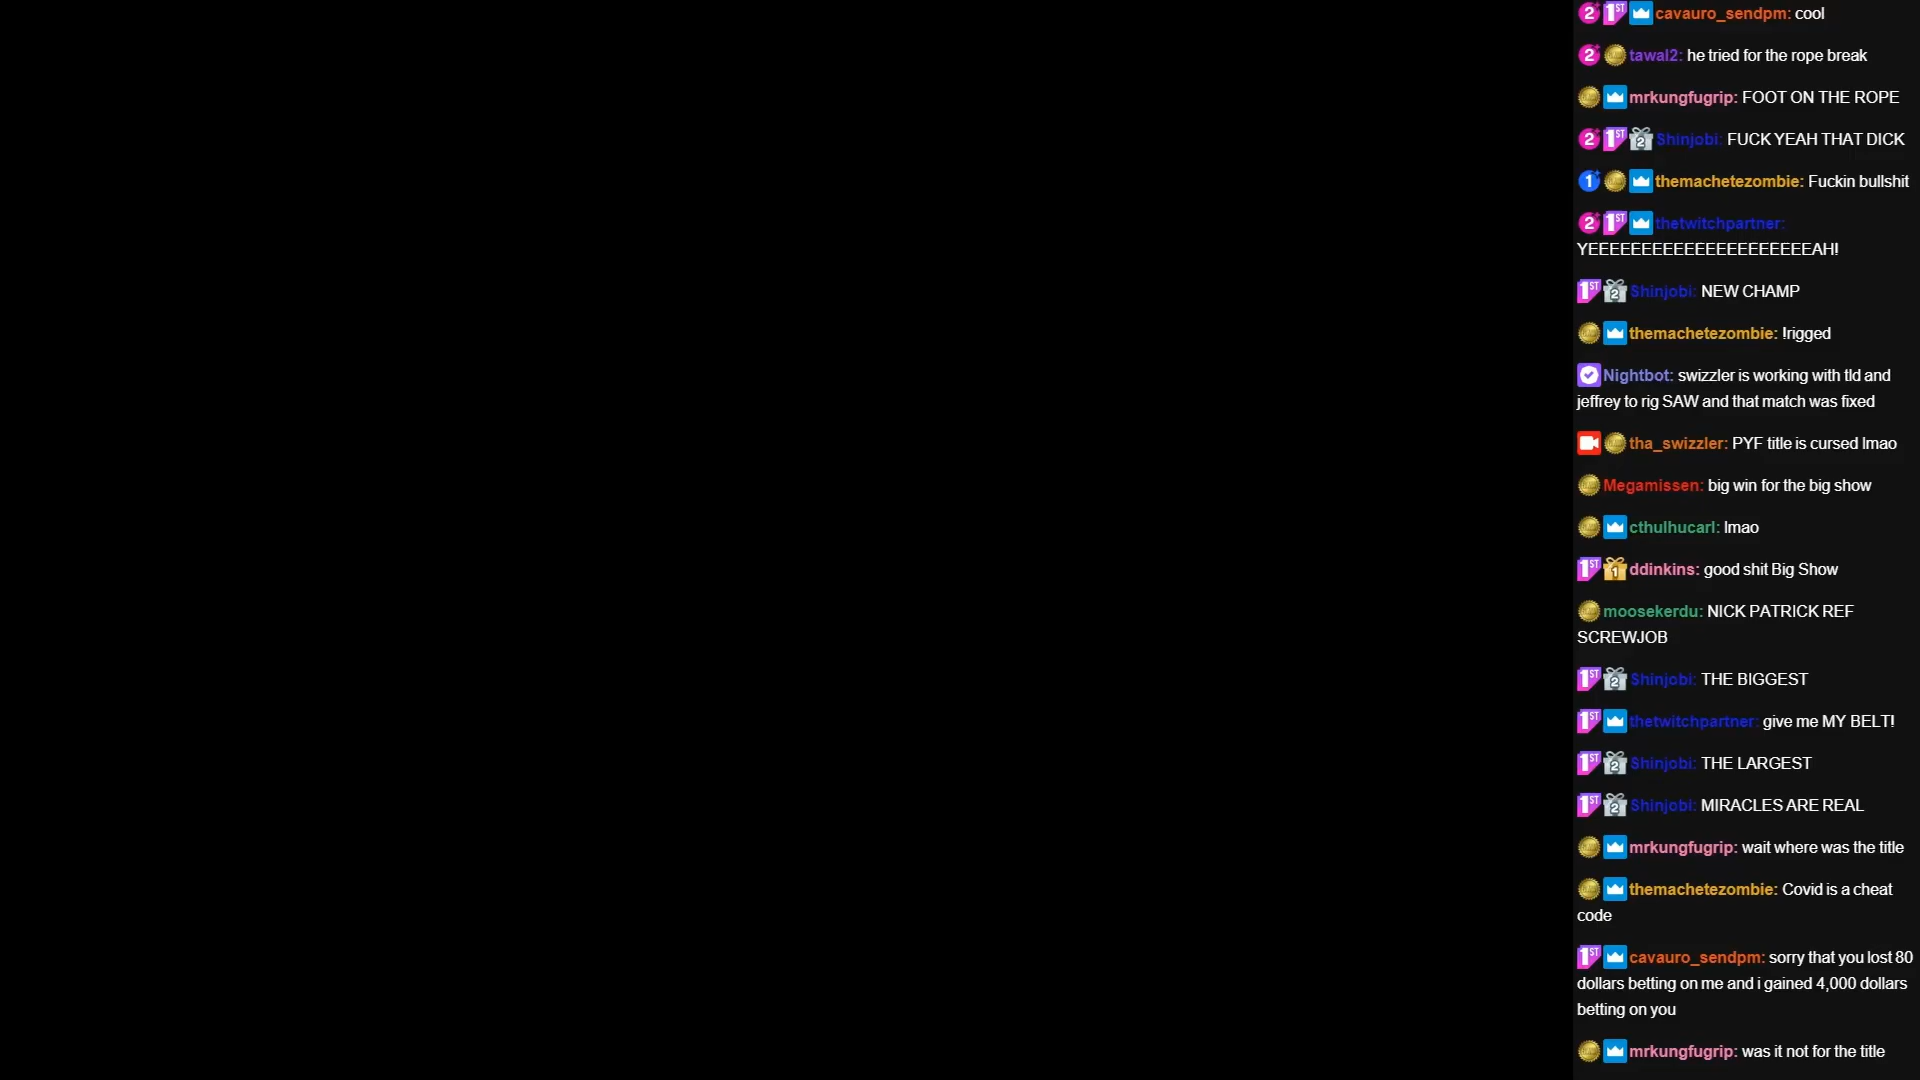 cavauro_sendpm: cool
tawal2: he tried for the rope break
mrkungfugrip: FOOT ON THE ROPE
Shinjobi: FUCK YEAH THAT DICK
themachetezombie: Fuckin bullshit
thetwitchpartner:
YEEEEEEEEEEEEEEEEEEEEEAH!
Shinjobi: NEW CHAMP
themachetezombie: !rigged
Nightbot: swizzler is working with tld and
jeffrey to rig SAW and that match was fixed
tha_swizzler: PYF title is cursed lmao
Megamissen: big win for the big show
cthulhucarl: lmao
ddinkins: good shit Big Show
moosekerdu: NICK PATRICK REF
SCREWJOB
Shinjobi: THE BIGGEST
thetwitchpartner: give me MY BELT!
Shinjobi: THE LARGEST
Shinjobi: MIRACLES ARE REAL
mrkungfugrip: wait where was the title
themachetezombie: Covid is a cheat
code
cavauro_sendpm: sorry that you lost 80
dollars betting on me and i gained 4,000 dollars
betting on you
mrkungfugrip: was it not for the title